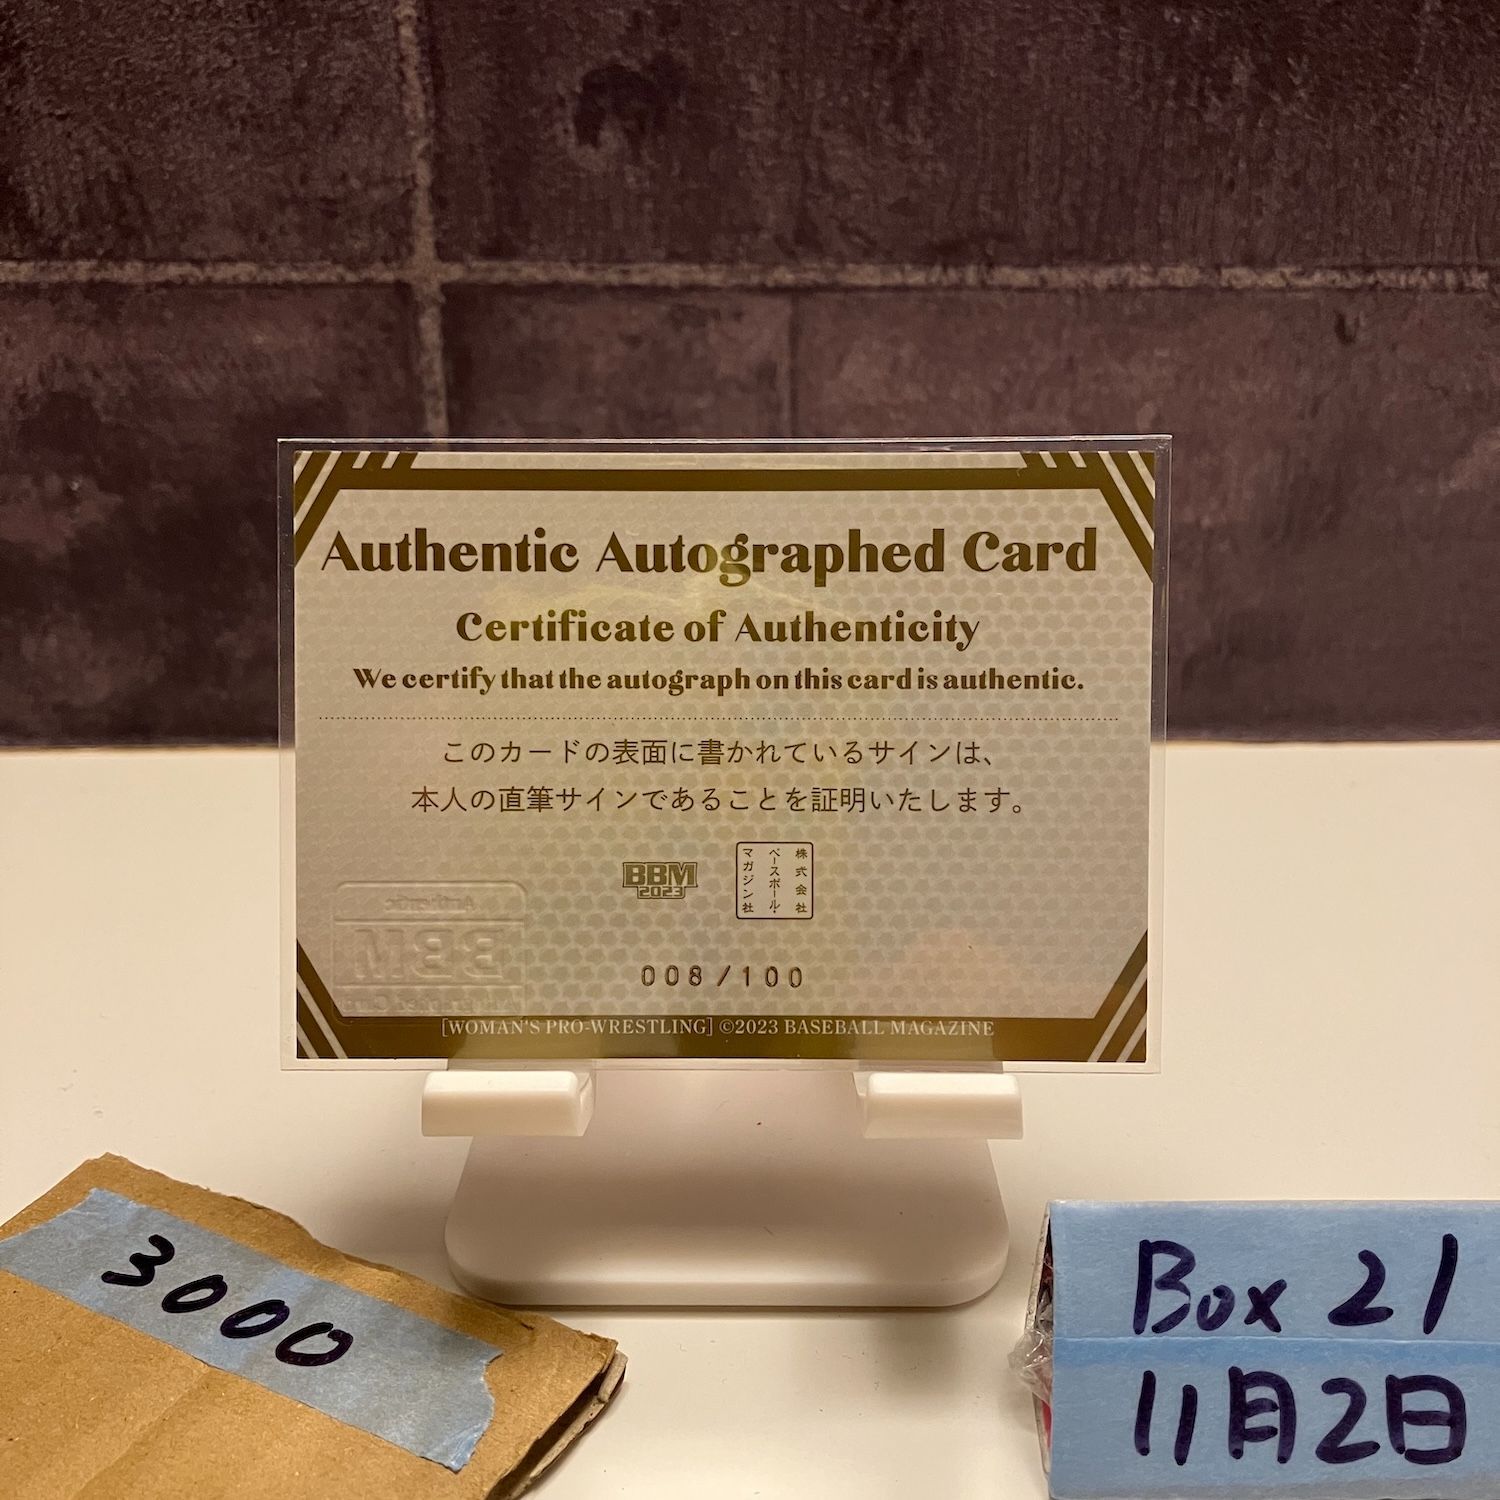 Authentic Autographed Card
Certificate of Authenticity
We certify that the autograph on this card is authentic.
このカードの表面に書かれているサインは、
本人の直筆サインであることを証明いたします。
BBM
2023
株式会社
ベースボール・
マガジン社
Authentic
BBM
008/100
[WOMAN'S PRO-WRESTLING] ©2023 BASEBALL MAGAZINE
3000
Box 21
11月2日